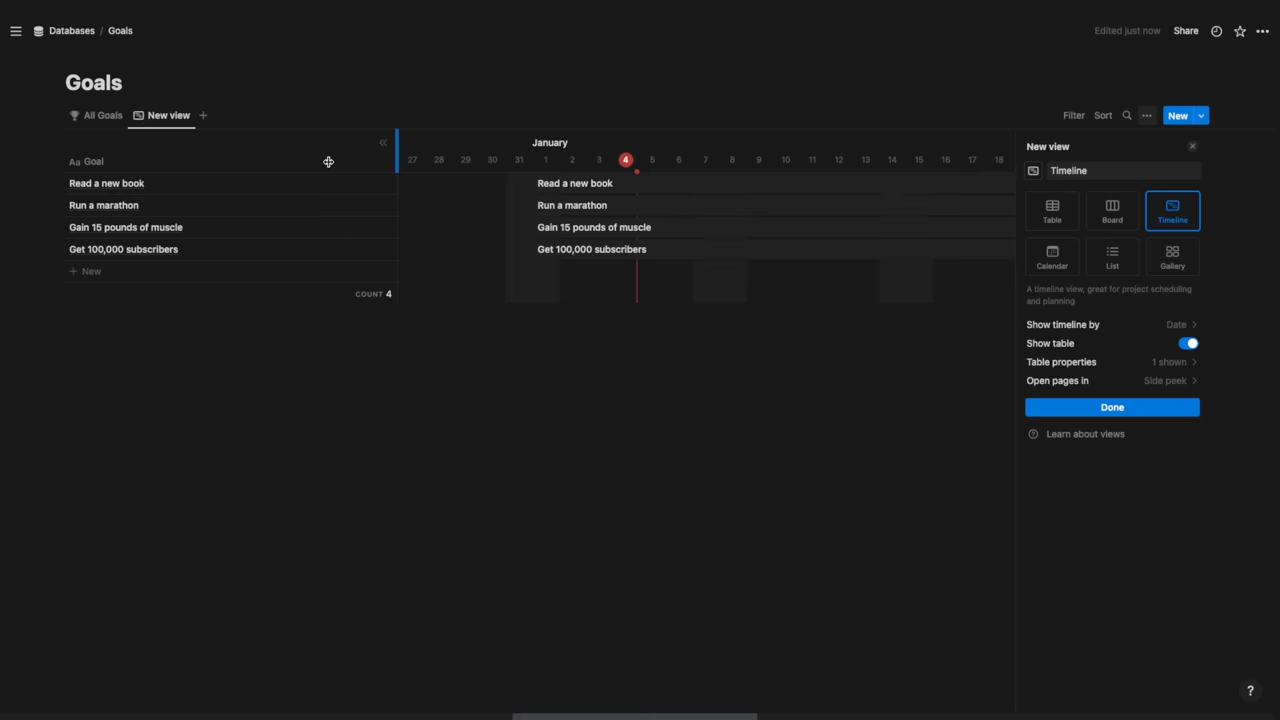 Databases / Goals
Edited just now
Share
Goals
All Goals
New view
Filter
Sort
New
January
27 28 29 30 31 1 2 3 4 5 6 7 8 9 10 11 12 13 14 15 16 17 18
Aa Goal
Read a new book
Run a marathon
Gain 15 pounds of muscle
Get 100,000 subscribers
+ New
COUNT 4
Read a new book
Run a marathon
Gain 15 pounds of muscle
Get 100,000 subscribers
New view
Timeline
Table
Board
Timeline
Calendar
List
Gallery
A timeline view, great for project scheduling
and planning
Show timeline by Date
Show table
Table properties 1 shown
Open pages in Side peek
Done
Learn about views
?